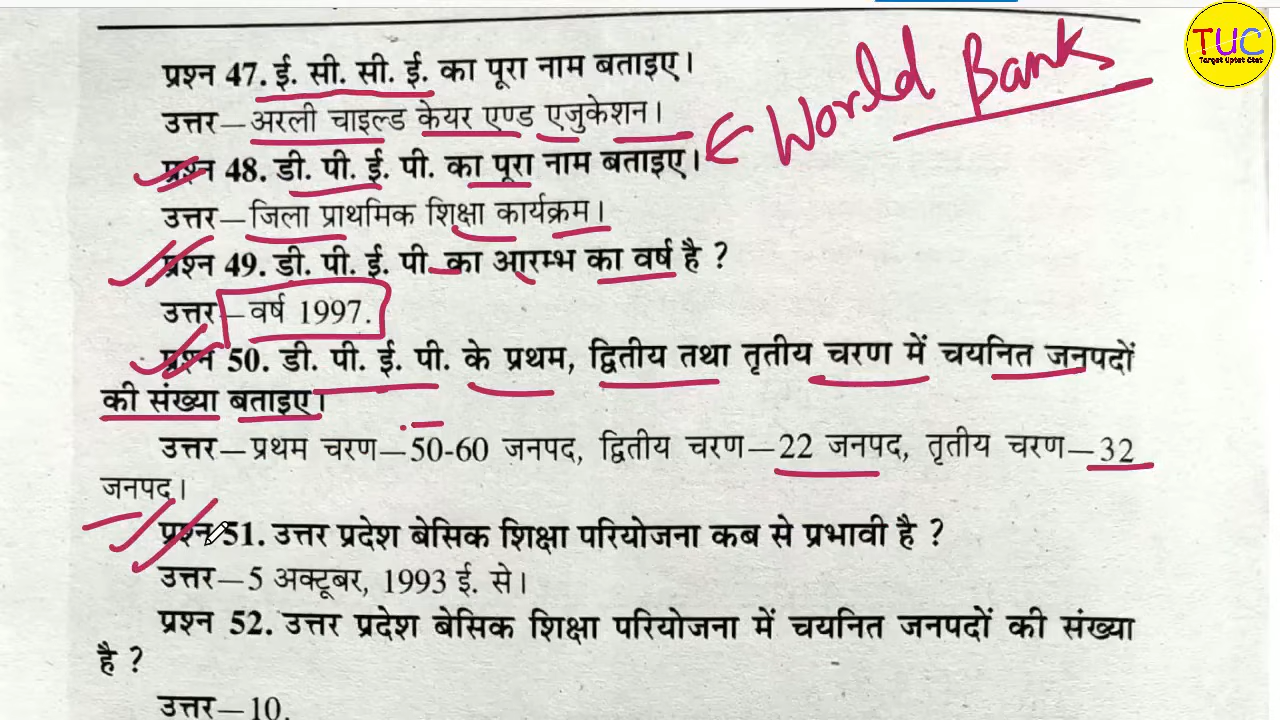 TUC
Target Uptet Ctet
World Bank
प्रश्न 47. ई. सी. सी. ई. का पूरा नाम बताइए।
उत्तर–अरली चाइल्ड केयर एण्ड एजुकेशन।
प्रश्न 48. डी. पी. ई. पी. का पूरा नाम बताइए।
उत्तर–जिला प्राथमिक शिक्षा कार्यक्रम।
प्रश्न 49. डी. पी. ई. पी का आरम्भ का वर्ष है ?
उत्तर–वर्ष 1997.
प्रश्न 50. डी. पी. ई. पी. के प्रथम, द्वितीय तथा तृतीय चरण में चयनित जनपदों
की संख्या बताइए।
उत्तर–प्रथम चरण–50-60 जनपद, द्वितीय चरण–22 जनपद, तृतीय चरण–32
जनपद।
प्रश्न 51. उत्तर प्रदेश बेसिक शिक्षा परियोजना कब से प्रभावी है ?
उत्तर–5 अक्टूबर, 1993 ई. से।
प्रश्न 52. उत्तर प्रदेश बेसिक शिक्षा परियोजना में चयनित जनपदों की संख्या
है ?
उत्तर–10.